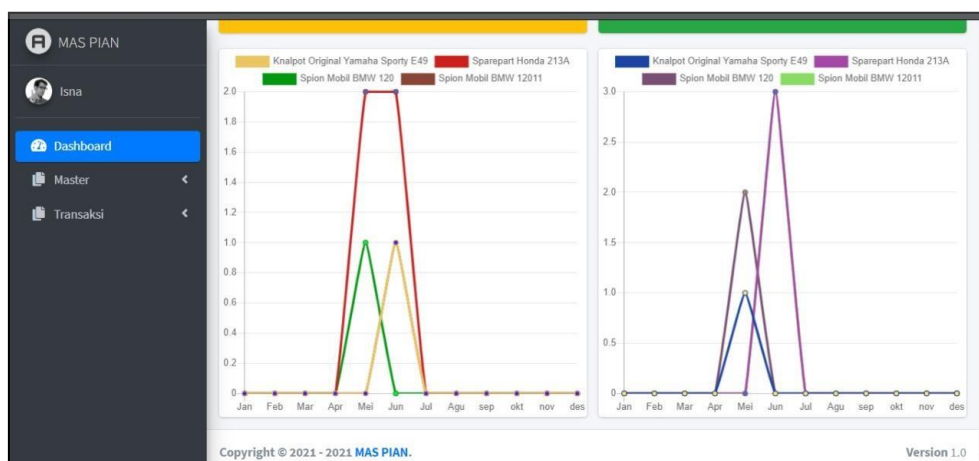 MAS PIAN
Isna
Dashboard
Master
Transaksi
Knalpot Original Yamaha Sporty E49 Sparepart Honda 213A
Spion Mobil BMW 120 Spion Mobil BMW 12011
2.0
1.8
1.6
1.4
1.2
1.0
0.8
0.6
0.4
0.2
0
Jan Feb Mar Apr Mei Jun Jul Agu sep okt nov des
Knalpot Original Yamaha Sporty E49 Sparepart Honda 213A
Spion Mobil BMW 120 Spion Mobil BMW 12011
3.0
2.5
2.0
1.5
1.0
0.5
0
Jan Feb Mar Apr Mei Jun Jul Agu sep okt nov des
Copyright © 2021 - 2021 MAS PIAN. Version 1.0